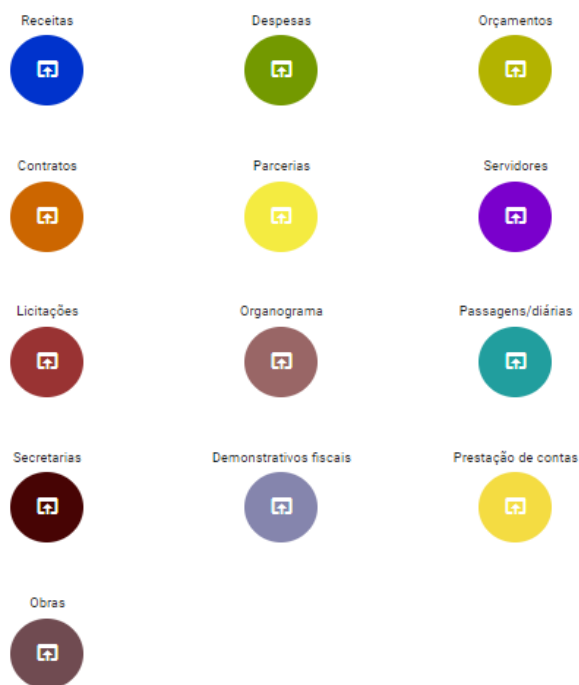 Receitas
Despesas
Orçamentos
Contratos
Parcerias
Servidores
Licitações
Organograma
Passagens/diárias
Secretarias
Demonstrativos fiscais
Prestação de contas
Obras